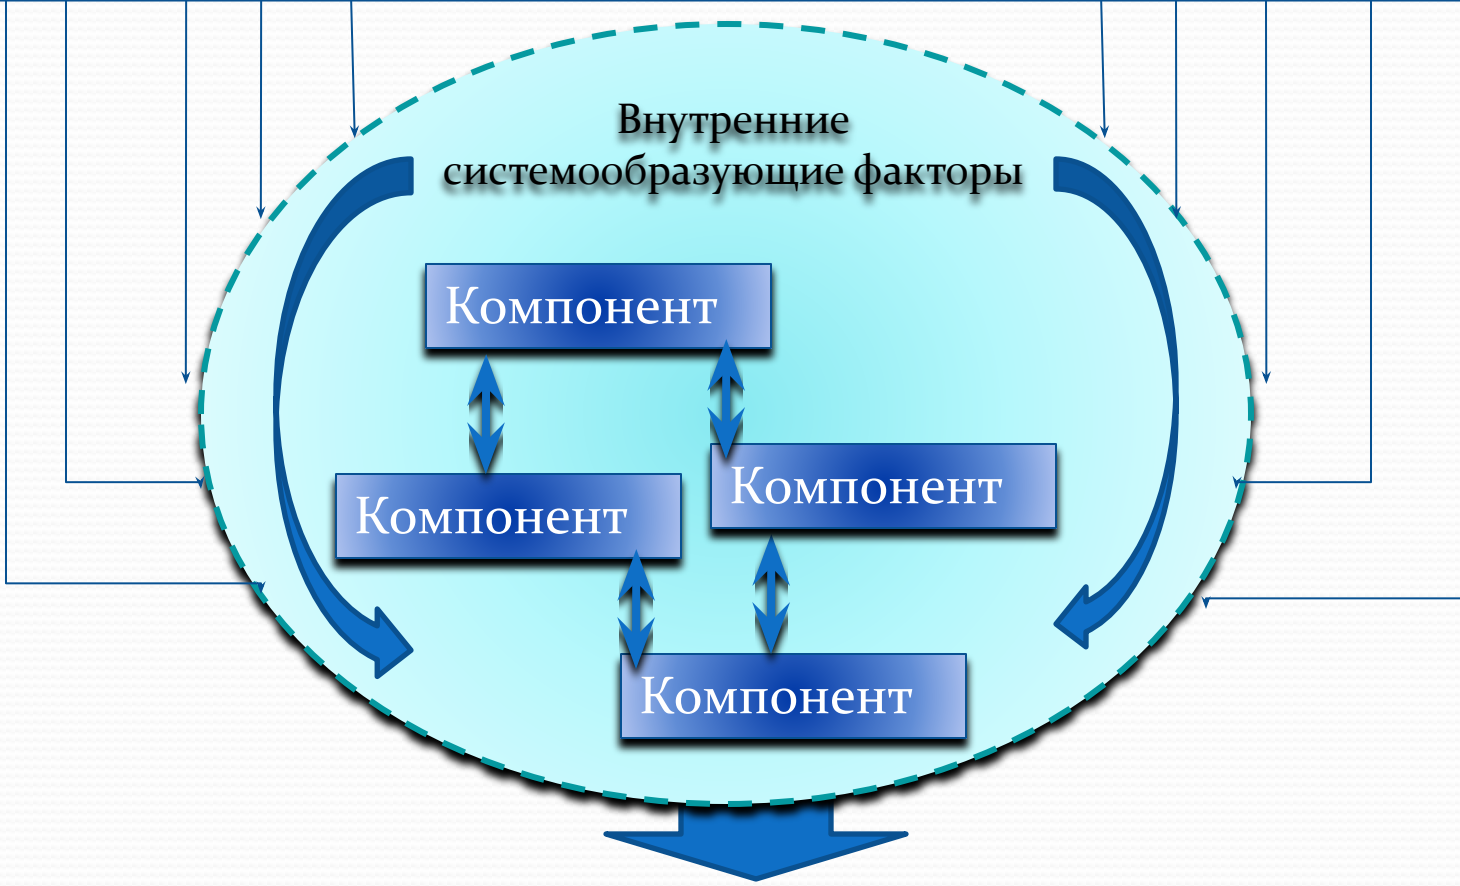 Внутренние
системообразующие факторы
Компонент
Компонент
Компонент
Компонент